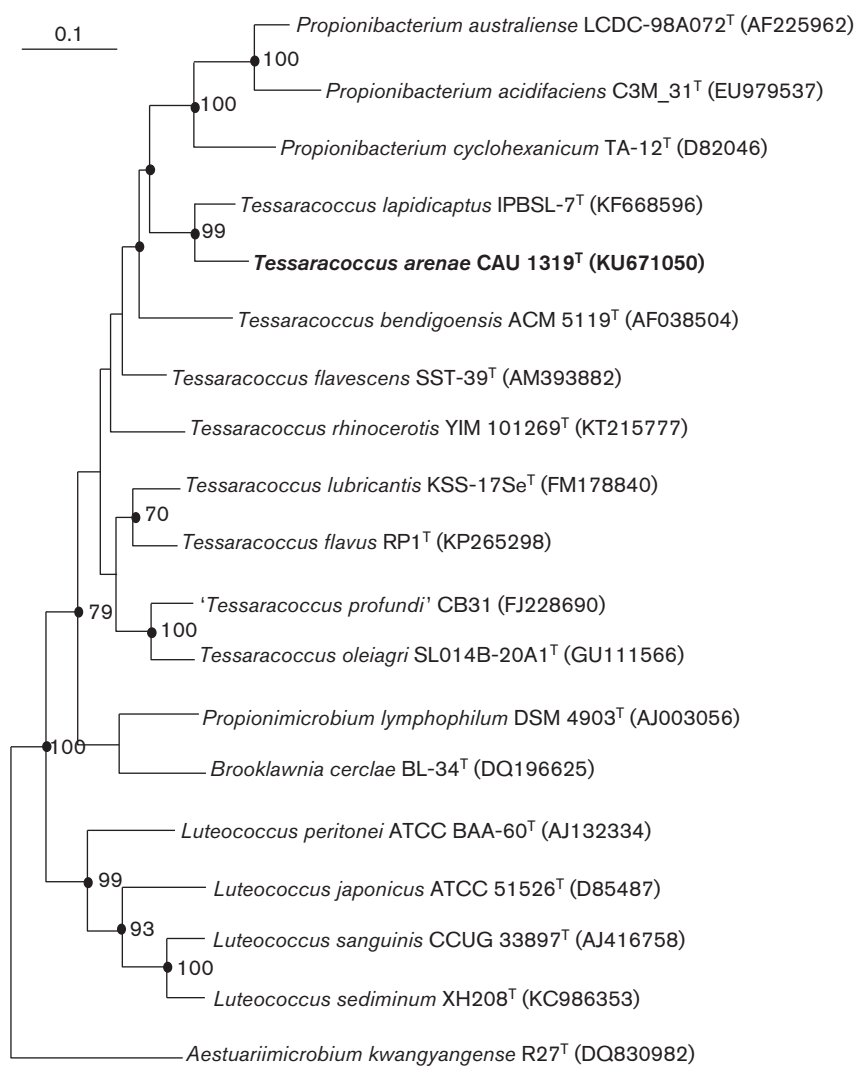 0.1
Propionibacterium australiense LCDC-98A072ᵀ (AF225962)
100
Propionibacterium acidifaciens C3M_31ᵀ (EU979537)
100
Propionibacterium cyclohexanicum TA-12ᵀ (D82046)
Tessaracoccus lapidicaptus IPBSL-7ᵀ (KF668596)
99
Tessaracoccus arenae CAU 1319ᵀ (KU671050)
Tessaracoccus bendigoensis ACM 5119ᵀ (AF038504)
Tessaracoccus flavescens SST-39ᵀ (AM393882)
Tessaracoccus rhinocerotis YIM 101269ᵀ (KT215777)
Tessaracoccus lubricantis KSS-17Seᵀ (FM178840)
70
Tessaracoccus flavus RP1ᵀ (KP265298)
‘Tessaracoccus profundi’ CB31 (FJ228690)
79
100
Tessaracoccus oleiagri SL014B-20A1ᵀ (GU111566)
Propionimicrobium lymphophilum DSM 4903ᵀ (AJ003056)
100
Brooklawnia cerclae BL-34ᵀ (DQ196625)
Luteococcus peritonei ATCC BAA-60ᵀ (AJ132334)
99
Luteococcus japonicus ATCC 51526ᵀ (D85487)
93
Luteococcus sanguinis CCUG 33897ᵀ (AJ416758)
100
Luteococcus sediminum XH208ᵀ (KC986353)
Aestuariimicrobium kwangyangense R27ᵀ (DQ830982)